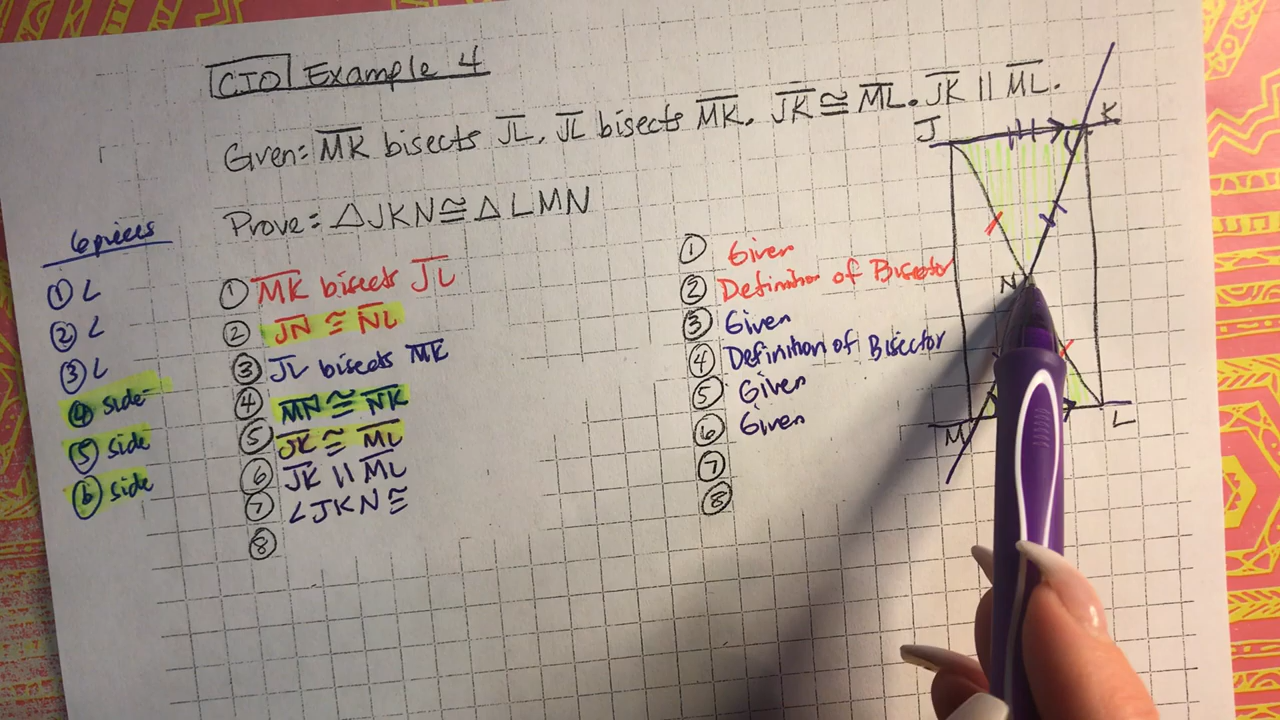 CIO Example 4
Given: MK bisects JL, JL bisects MK, JK ≅ ML. JK || ML.
Prove: △JKN ≅ △LMN
6 pieces
① ∠
② ∠
③ ∠
④ side
⑤ side
⑥ side
① MK bisects JL
② JN ≅ NL
③ JL bisects MK
④ MN ≅ NK
⑤ JK ≅ ML
⑥ JK || ML
⑦ ∠JKN ≅
⑧
① Given
② Definition of Bisector
③ Given
④ Definition of Bisector
⑤ Given
⑥ Given
⑦
⑧
J K
N
M L